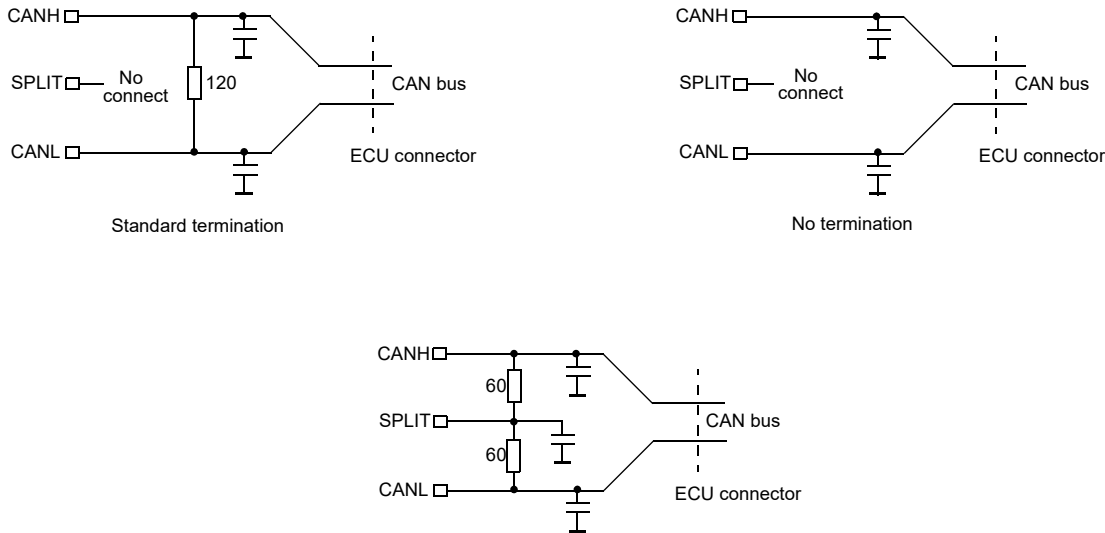 CANH
SPLIT
No
connect
120
CAN bus
CANL
ECU connector
Standard termination
CANH
SPLIT
No
connect
CAN bus
CANL
ECU connector
No termination
CANH
60
SPLIT
CAN bus
60
CANL
ECU connector